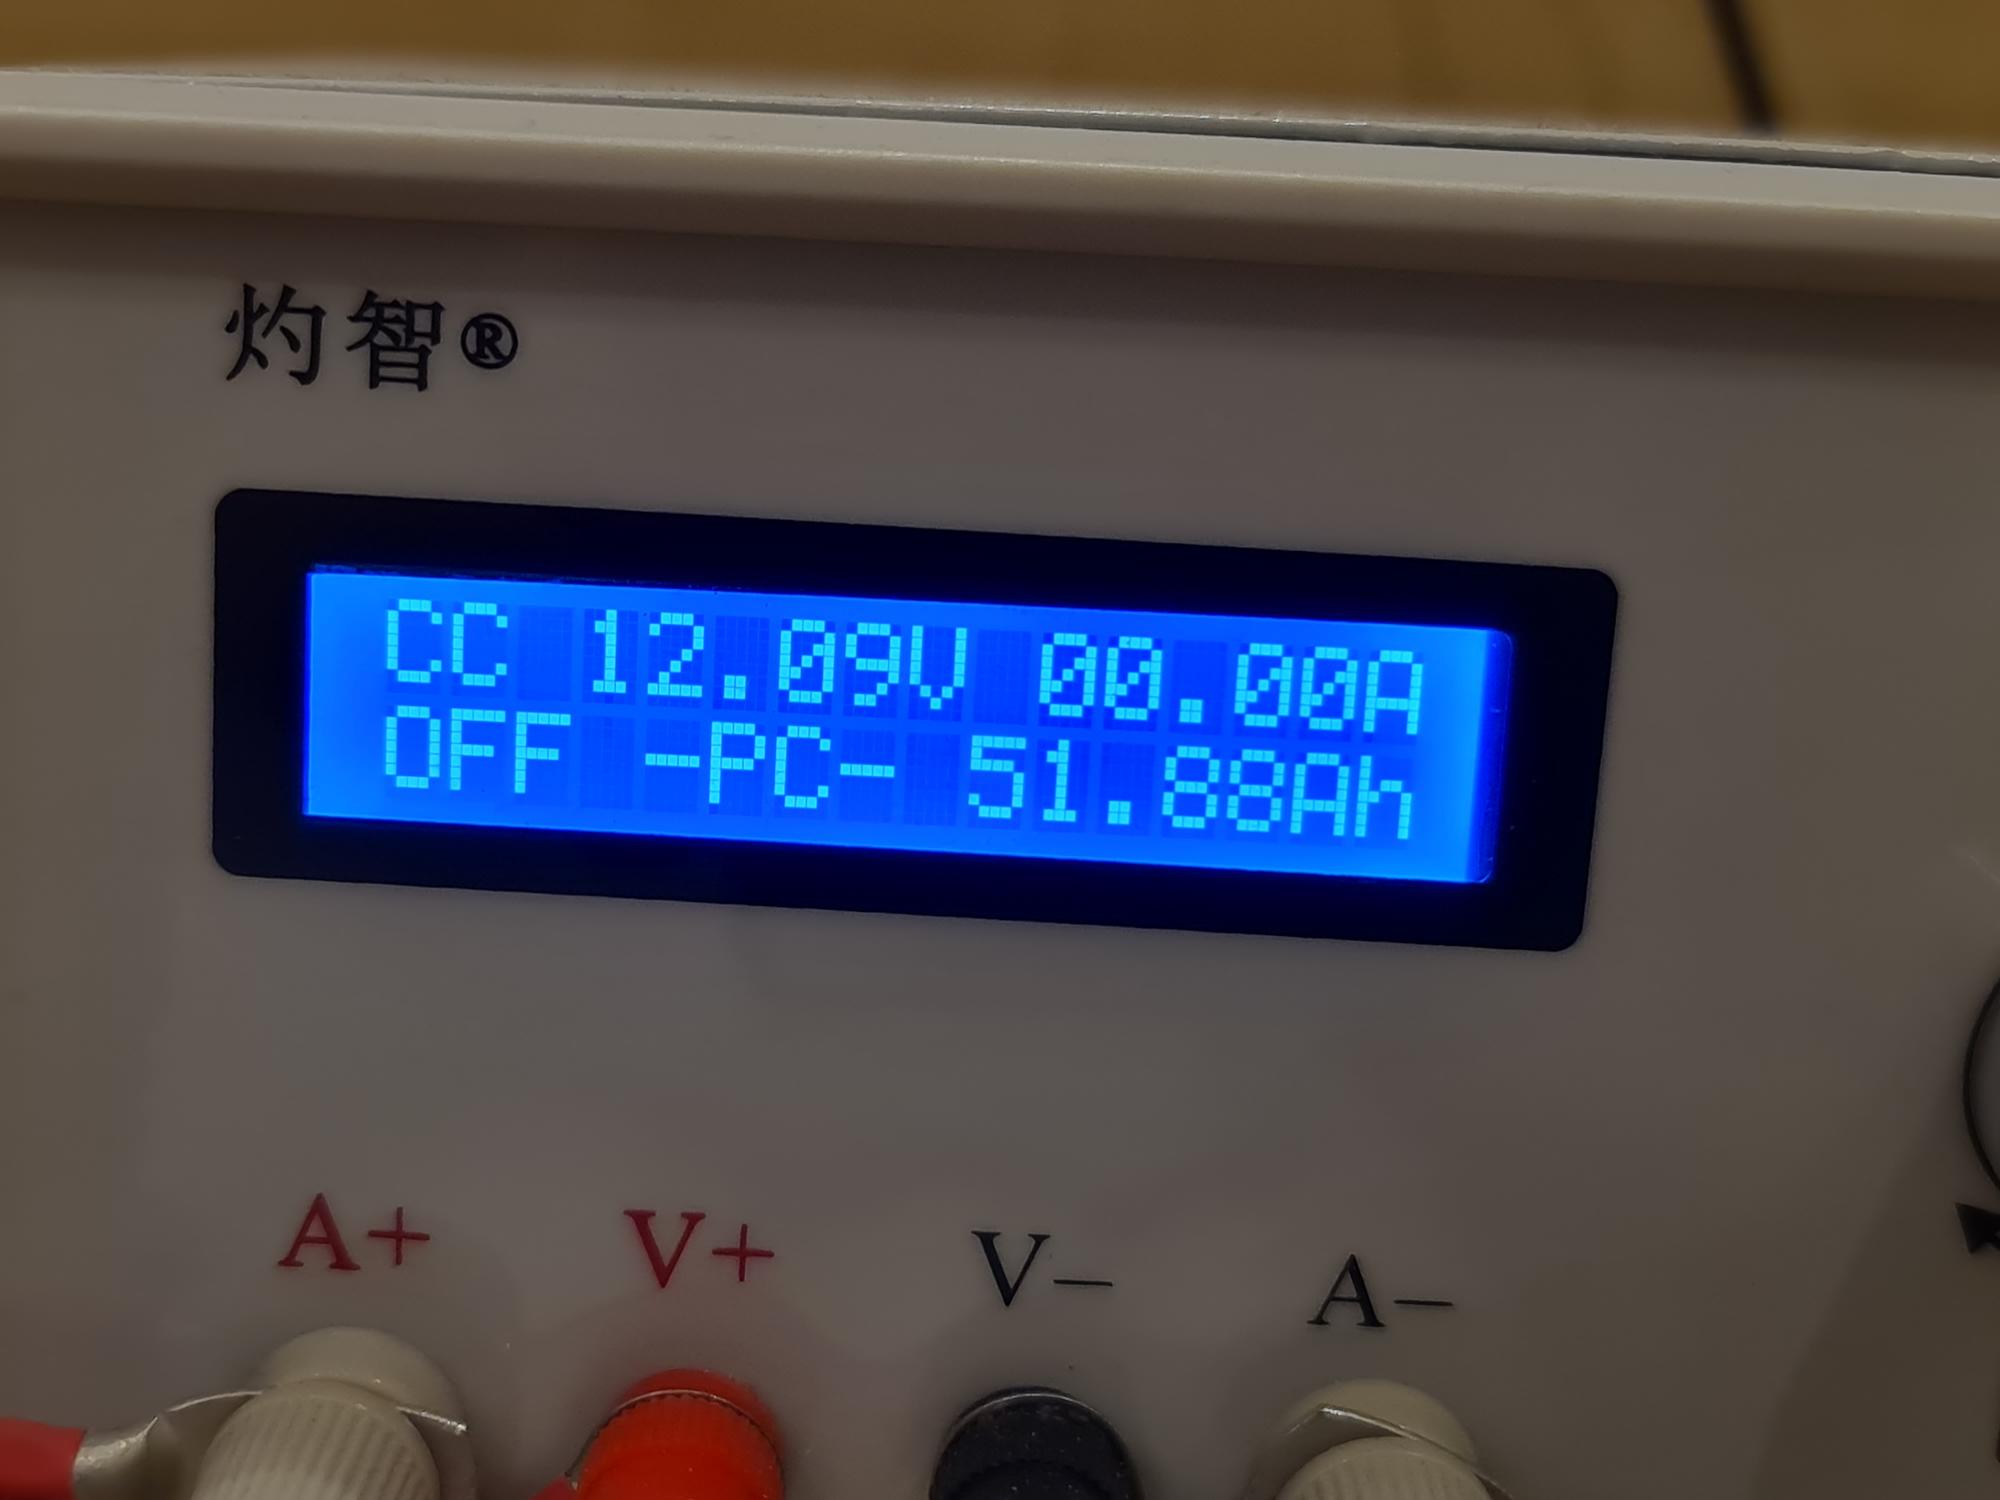 灼智®
CC 12.09V 00.00A
OFF -PC- 51.88Ah
A+ V+ V– A–